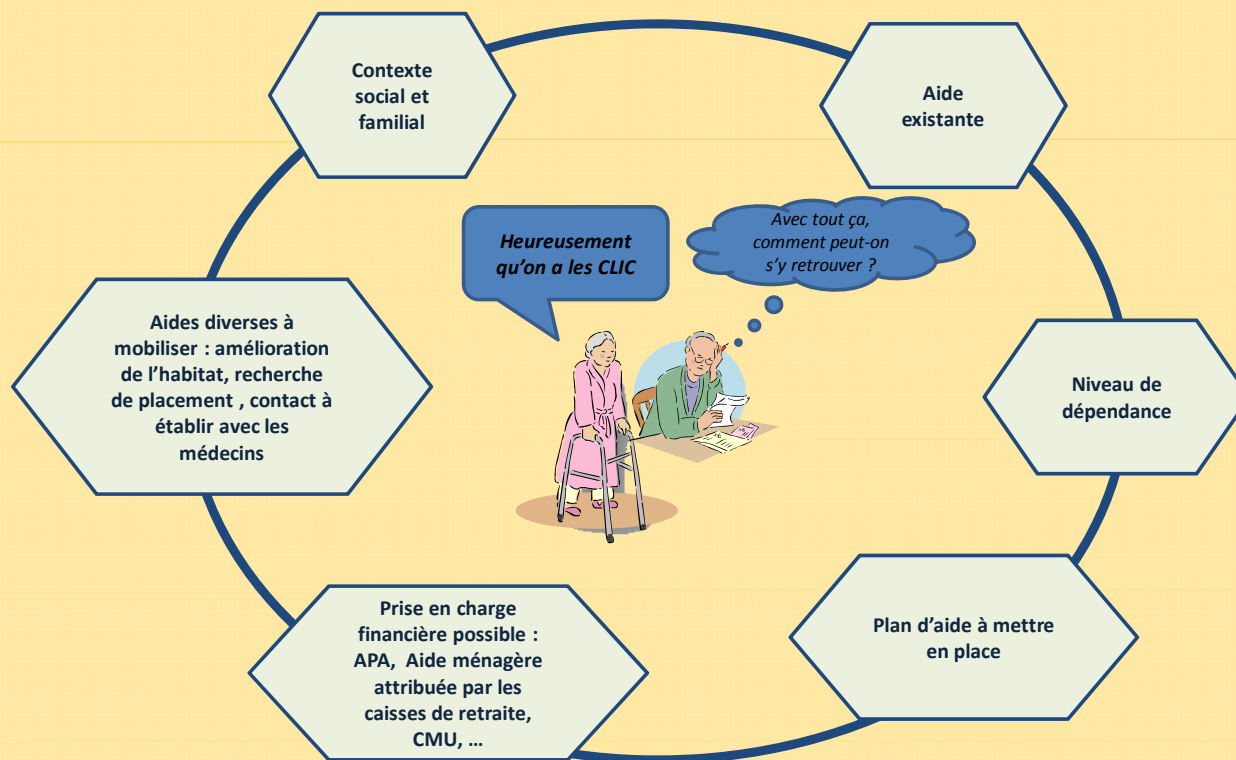 Contexte
social et
familial
Aide
existante
Heureusement
qu'on a les CLIC
Avec tout ça,
comment peut-on
s'y retrouver ?
Aides diverses à
mobiliser : amélioration
de l'habitat, recherche
de placement , contact à
établir avec les
médecins
Niveau de
dépendance
Prise en charge
financière possible :
APA,  Aide ménagère
attribuée par les
caisses de retraite,
CMU, …
Plan d'aide à mettre
en place